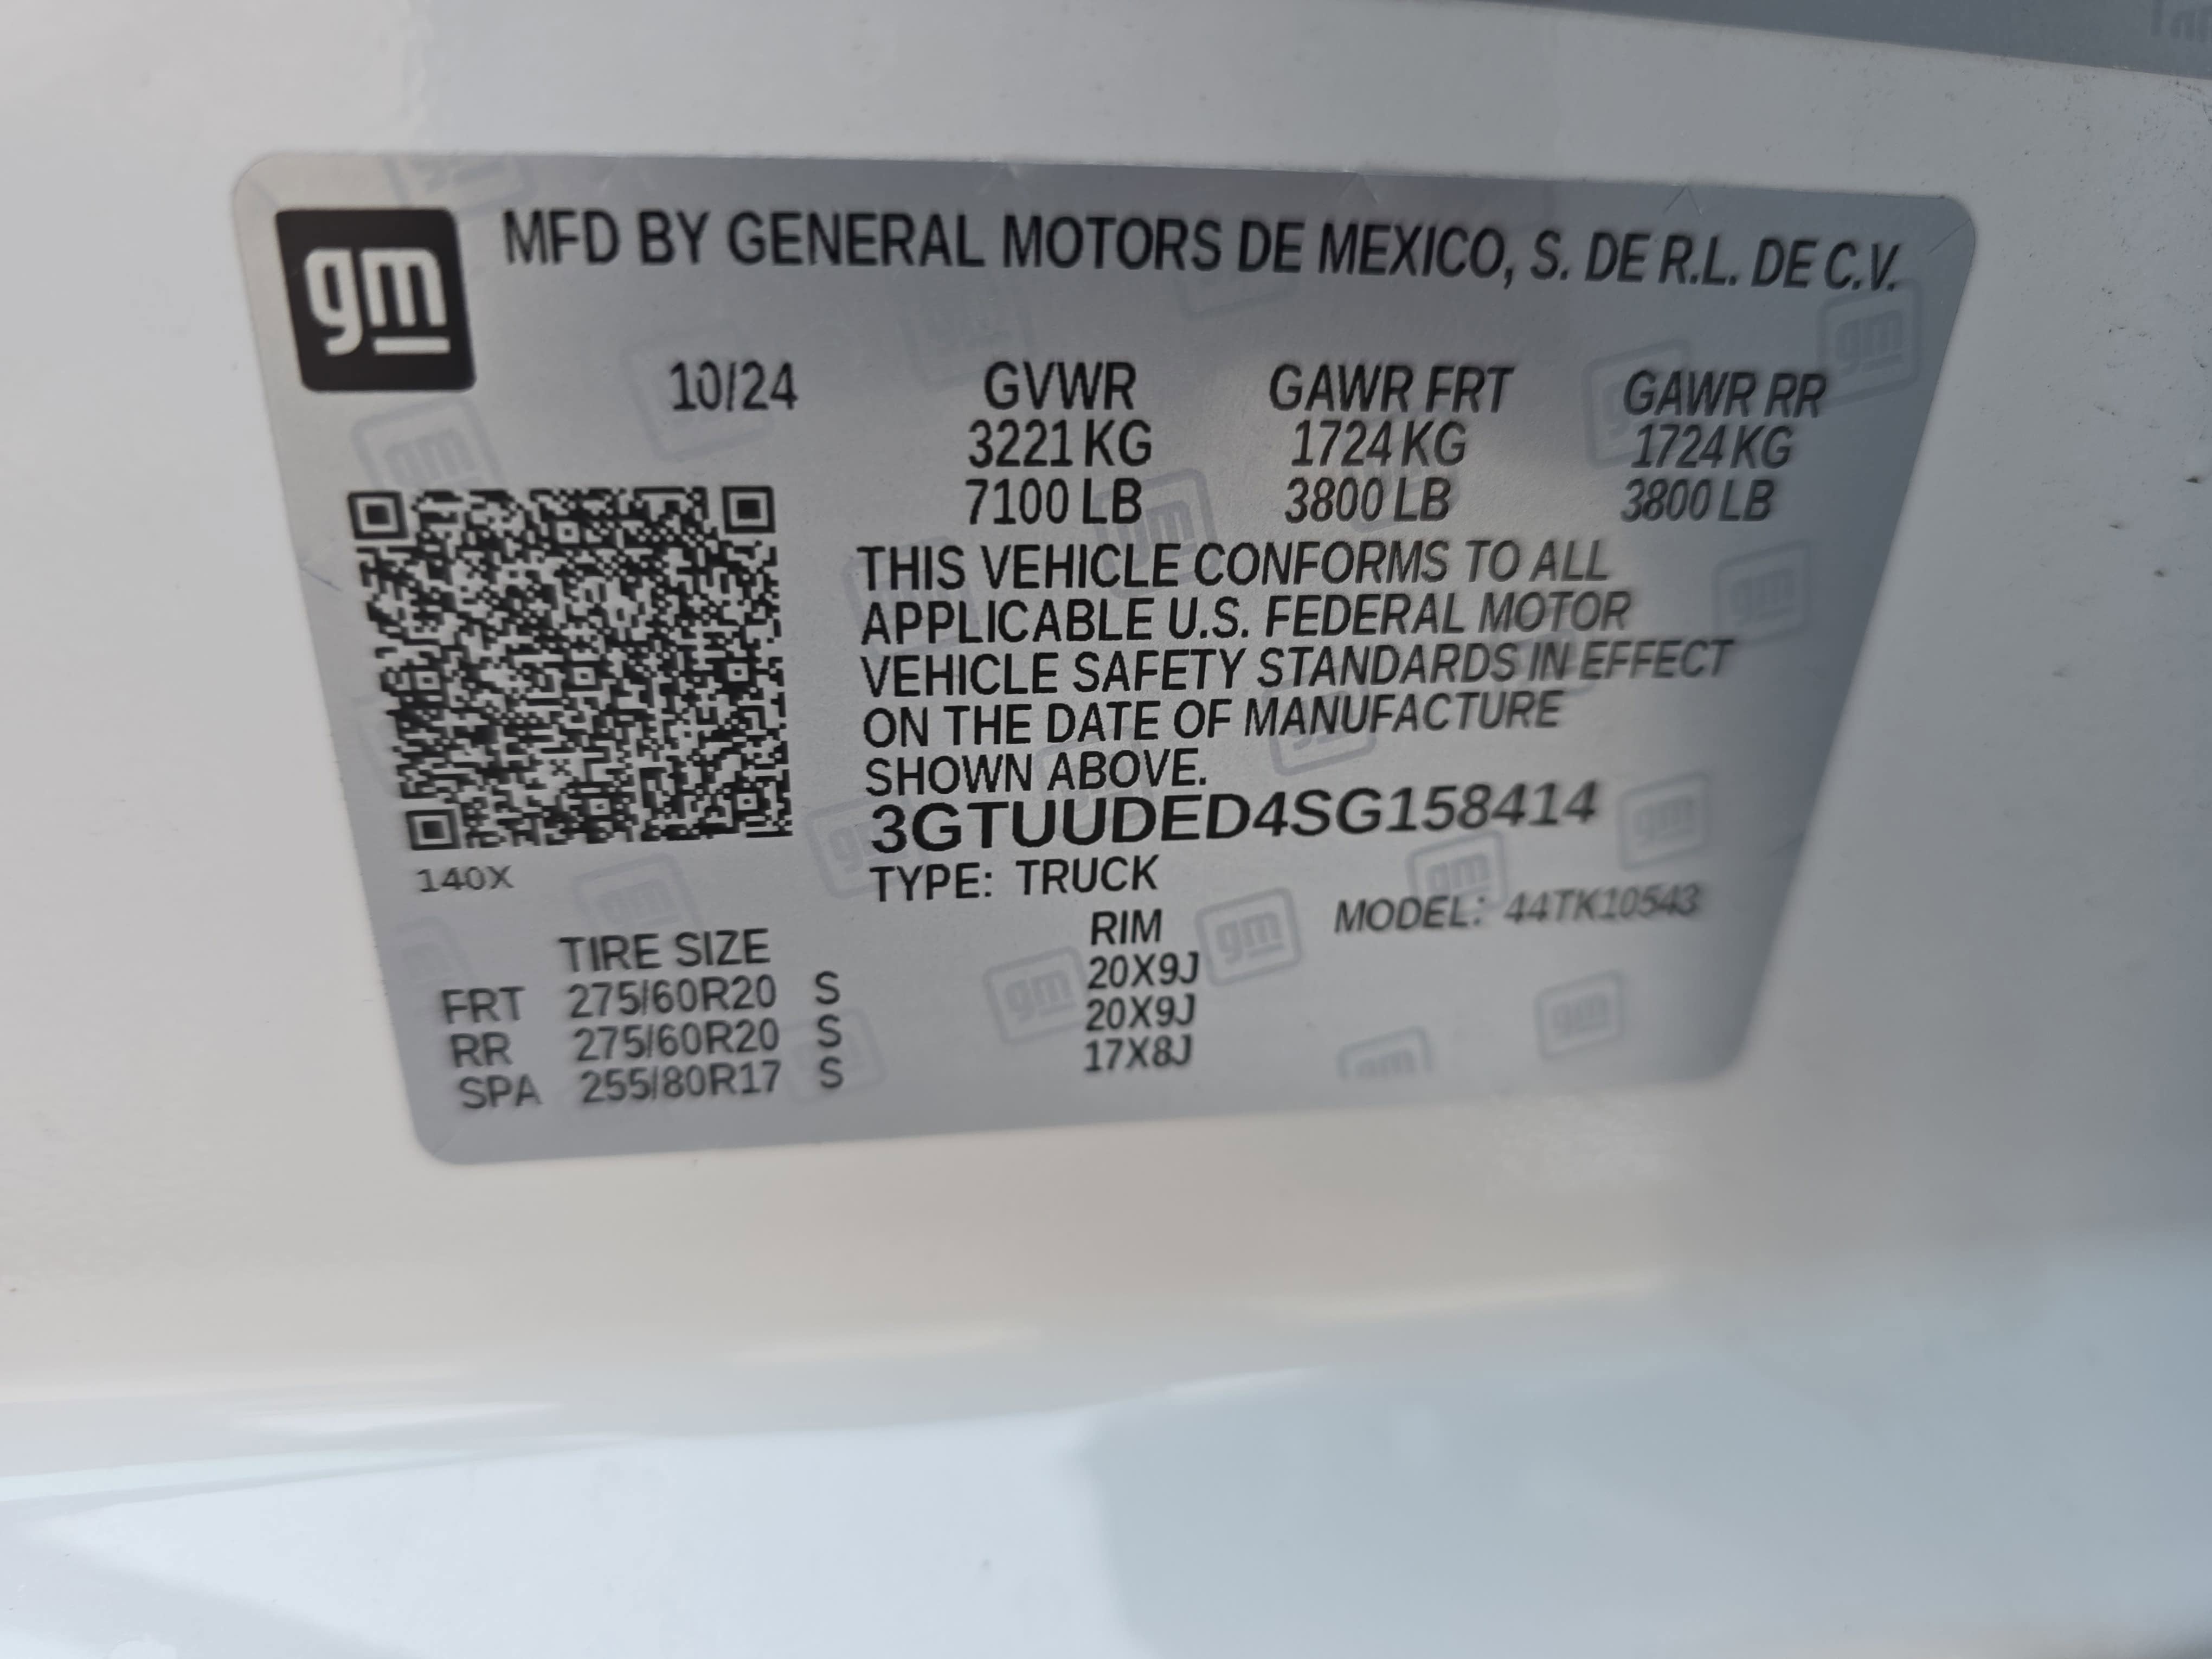 gm
MFD BY GENERAL MOTORS DE MEXICO, S. DE R.L. DE C.V.
10/24 GVWR GAWR FRT GAWR RR
3221 KG 1724 KG 1724 KG
7100 LB 3800 LB 3800 LB
THIS VEHICLE CONFORMS TO ALL
APPLICABLE U.S. FEDERAL MOTOR
VEHICLE SAFETY STANDARDS IN EFFECT
ON THE DATE OF MANUFACTURE
SHOWN ABOVE.
3GTUUDED4SG158414
140X
TYPE: TRUCK
MODEL: 44TK10543
TIRE SIZE RIM
FRT 275/60R20 S 20X9J
RR 275/60R20 S 20X9J
SPA 255/80R17 S 17X8J